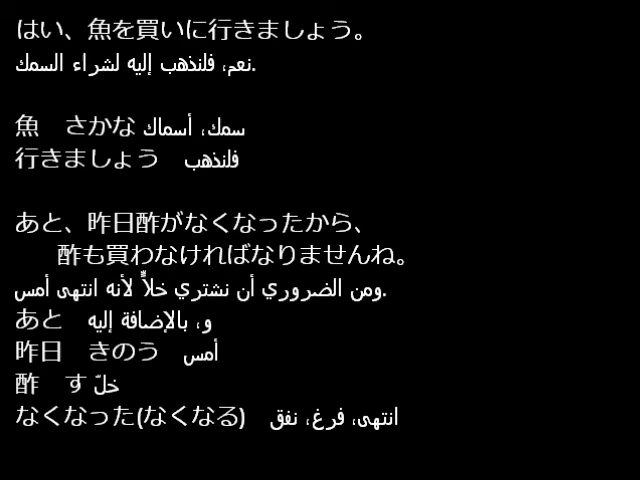 はい、魚を買いに行きましょう。
نعم، فلنذهب إليه لشراء السمك.
魚　さかな سمك، أسماك
行きましょう　فلنذهب
あと、昨日酢がなくなったから、
酢も買わなければなりませんね。
ومن الضروري أن نشتري خلاًّ لأنه انتهى أمس.
あと　و، بالإضافة إليه
昨日　きのう　أمس
酢　す خلّ
なくなった(なくなる)　انتهى، فرغ، نفق